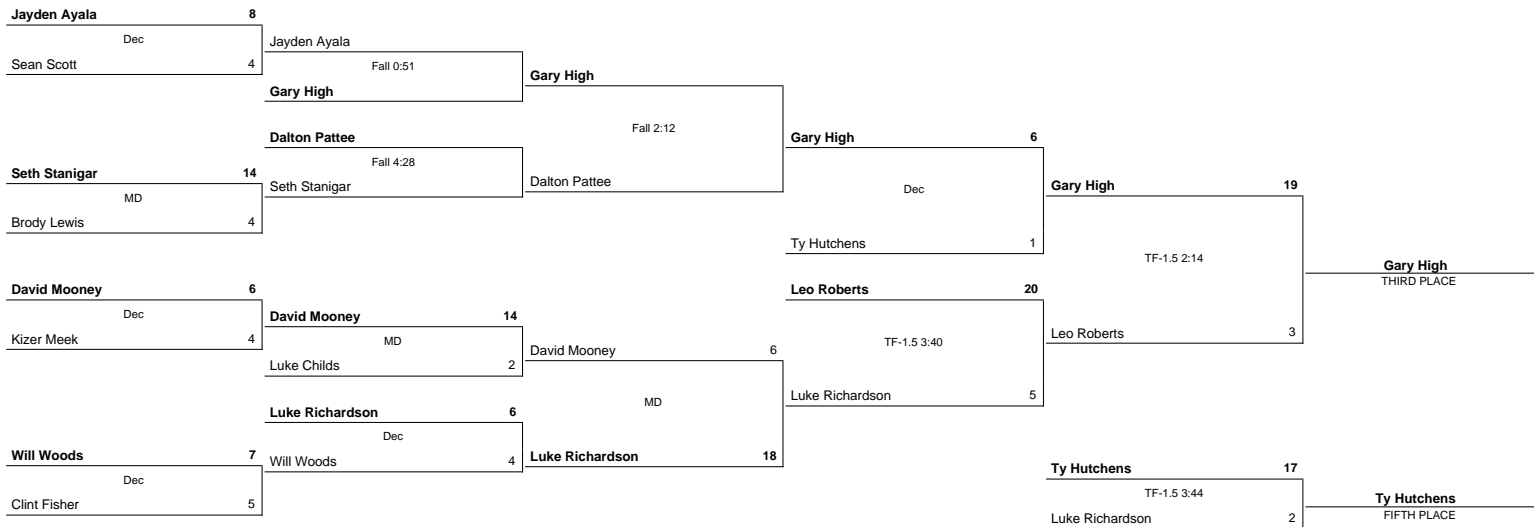 Jayden Ayala 8
Dec
Sean Scott 4
Seth Stanigar 14
MD
Brody Lewis 4
David Mooney 6
Dec
Kizer Meek 4
Will Woods 7
Dec
Clint Fisher 5
Jayden Ayala
Fall 0:51
Gary High
Dalton Pattee
Fall 4:28
Seth Stanigar
David Mooney 14
MD
Luke Childs 2
Luke Richardson 6
Dec
Will Woods 4
Gary High
Fall 2:12
Dalton Pattee
David Mooney 6
MD
Luke Richardson 18
Gary High 6
Dec
Ty Hutchens 1
Leo Roberts 20
TF-1.5 3:40
Luke Richardson 5
Gary High 19
TF-1.5 2:14
Leo Roberts 3
Gary High
THIRD PLACE
Ty Hutchens 17
TF-1.5 3:44
Luke Richardson 2
Ty Hutchens
FIFTH PLACE